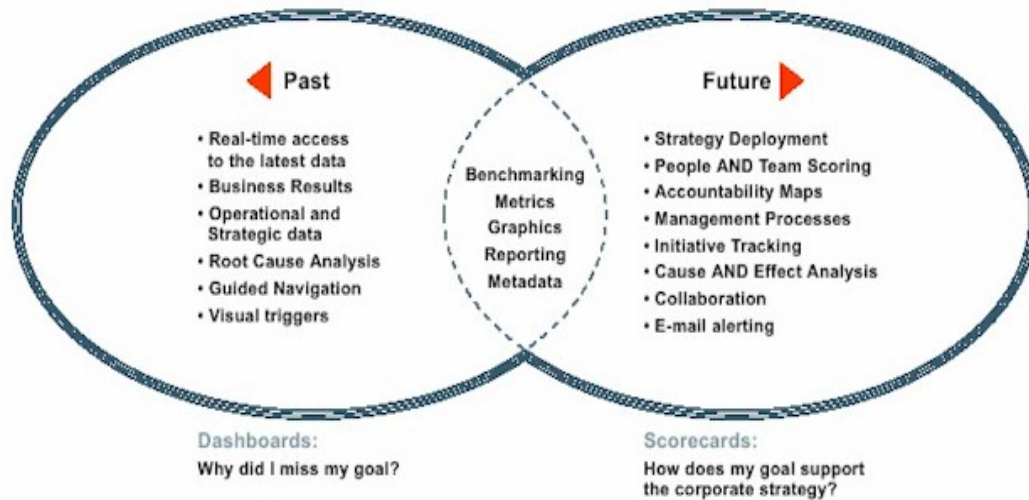 Past
• Real-time access
to the latest data
• Business Results
• Operational and
Strategic data
• Root Cause Analysis
• Guided Navigation
• Visual triggers
Benchmarking
Metrics
Graphics
Reporting
Metadata
Future
• Strategy Deployment
• People AND Team Scoring
• Accountability Maps
• Management Processes
• Initiative Tracking
• Cause AND Effect Analysis
• Collaboration
• E-mail alerting
Dashboards:
Why did I miss my goal?
Scorecards:
How does my goal support
the corporate strategy?